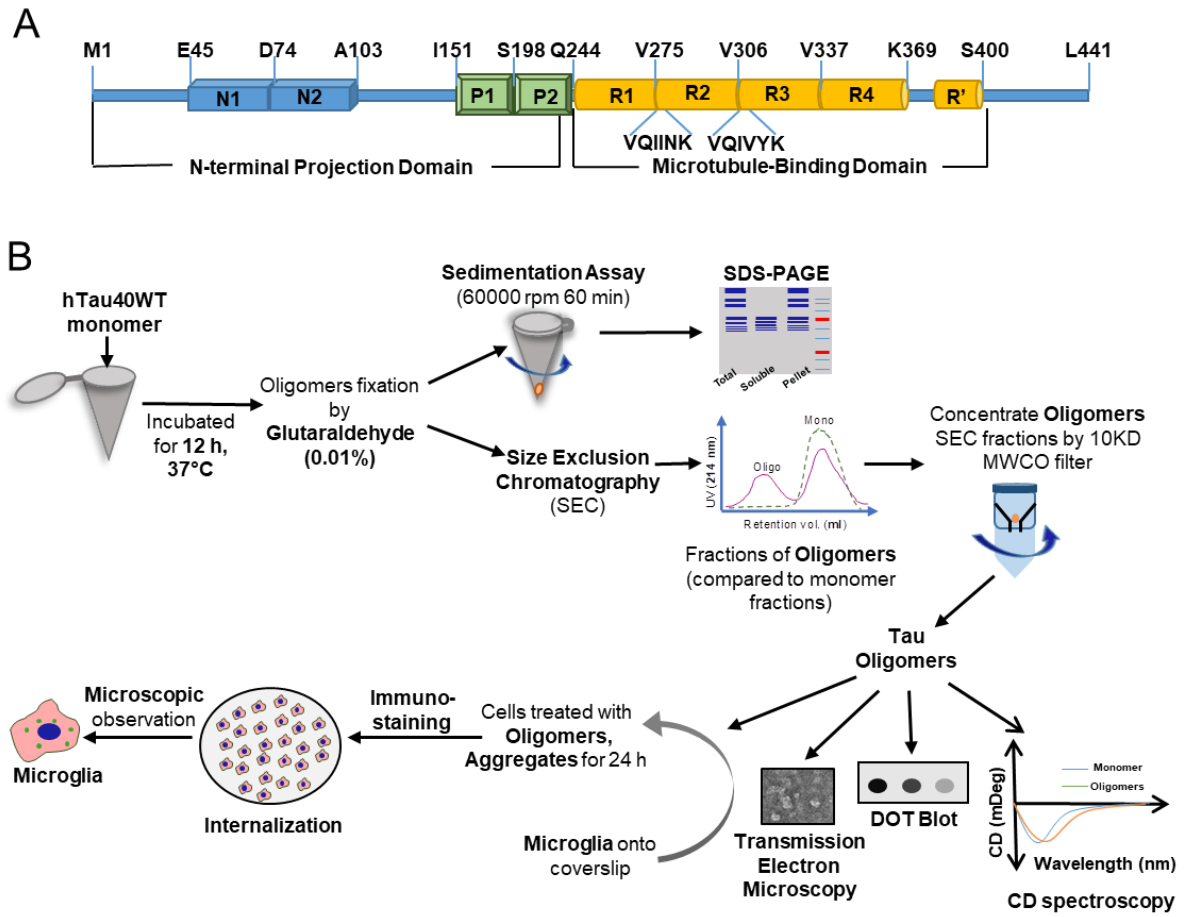 A
M1 E45 D74 A103 I151 S198 Q244 V275 V306 V337 K369 S400 L441
N1 N2 P1 P2 R1 R2 R3 R4 R’
VQIINK VQIVYK
N-terminal Projection Domain Microtubule-Binding Domain
B
hTau40WT
monomer
Incubated
for 12 h,
37°C
Oligomers fixation
by
Glutaraldehyde
(0.01%)
Sedimentation Assay
(60000 rpm 60 min)
SDS-PAGE
Total Soluble Pellet
Size Exclusion
Chromatography
(SEC)
UV (214 nm)
Oligo
Mono
Retention vol. (ml)
Fractions of Oligomers
(compared to monomer
fractions)
Concentrate Oligomers
SEC fractions by 10KD
MWCO filter
Tau
Oligomers
Transmission
Electron
Microscopy
DOT Blot
CD (mDeg)
Monomer
Oligomers
Wavelength (nm)
CD spectroscopy
Microglia onto
coverslip
Cells treated with
Oligomers,
Aggregates for 24 h
Immuno-
staining
Internalization
Microscopic
observation
Microglia